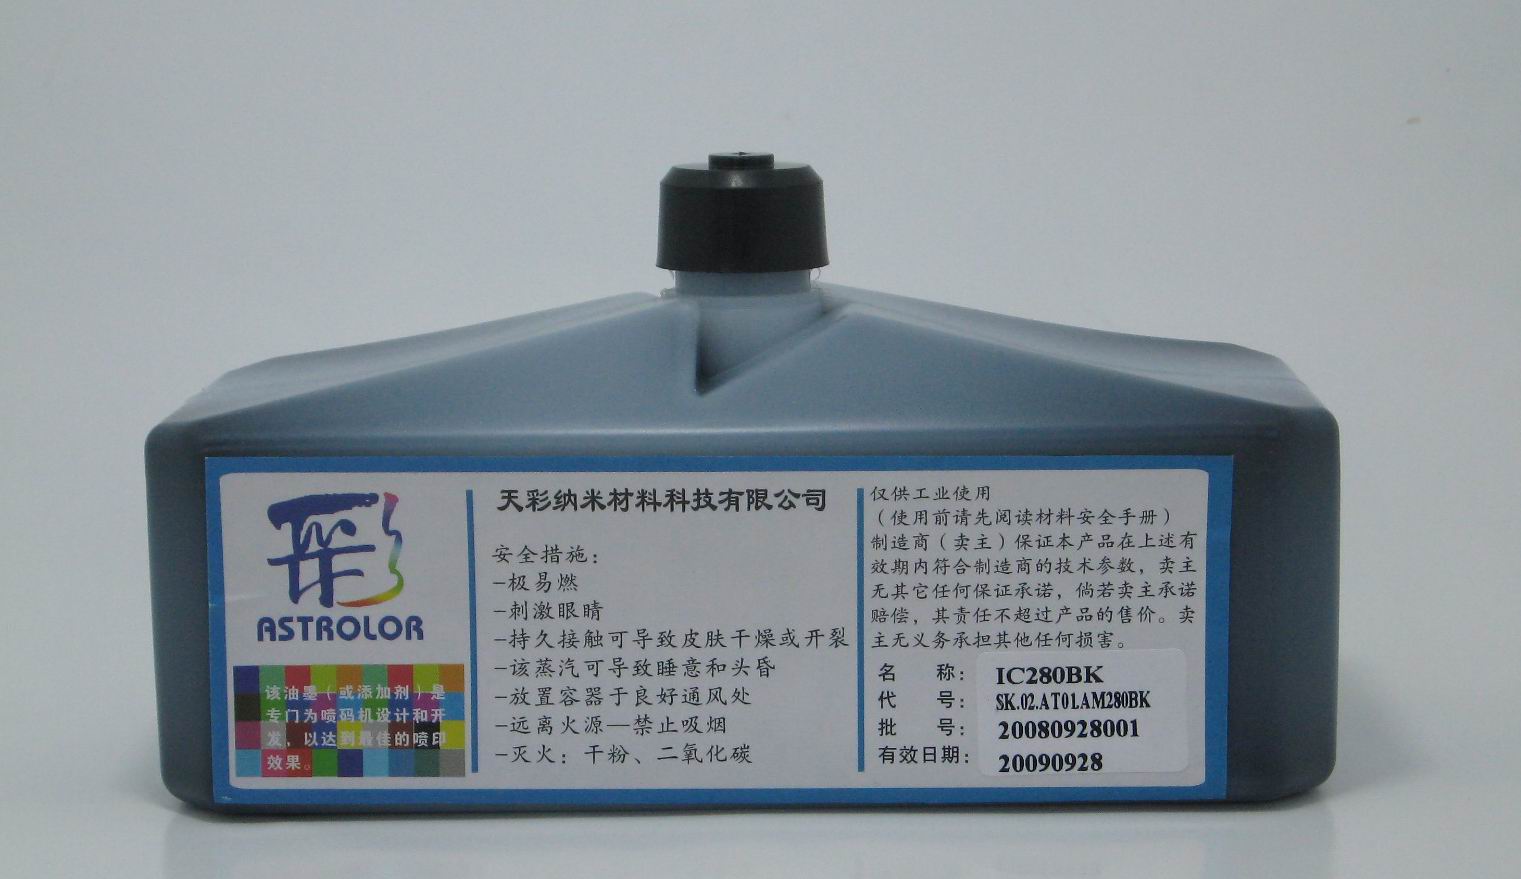 彩
ASTROLOR
该油墨（或添加剂）是
专门为喷码机设计和开
发，以达到最佳的喷印
效果。
天彩纳米材料科技有限公司
安全措施：
-极易燃
-刺激眼睛
-持久接触可导致皮肤干燥或开裂
-该蒸汽可导致睡意和头昏
-放置容器于良好通风处
-远离火源—禁止吸烟
-灭火：干粉、二氧化碳
仅供工业使用
（使用前请先阅读材料安全手册）
制造商（卖主）保证本产品在上述有
效期内符合制造商的技术参数，卖主
无其它任何保证承诺，倘若卖主承诺
赔偿，其责任不超过产品的售价。卖
主无义务承担其他任何损害。
名 称： IC280BK
代 号： SK.02.AT01.AM280BK
批 号： 20080928001
有效日期： 20090928